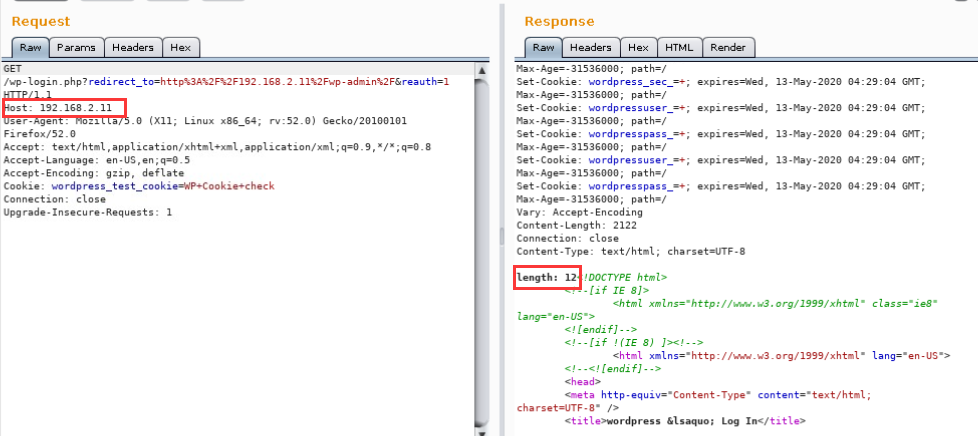 Request
Raw Params Headers Hex
GET
/wp-login.php?redirect_to=http%3A%2F%2F192.168.2.11%2Fwp-admin%2F&reauth=1
HTTP/1.1
Host: 192.168.2.11
User-Agent: Mozilla/5.0 (X11; Linux x86_64; rv:52.0) Gecko/20100101
Firefox/52.0
Accept: text/html,application/xhtml+xml,application/xml;q=0.9,*/*;q=0.8
Accept-Language: en-US,en;q=0.5
Accept-Encoding: gzip, deflate
Cookie: wordpress_test_cookie=WP+Cookie+check
Connection: close
Upgrade-Insecure-Requests: 1
Response
Raw Headers Hex HTML Render
Max-Age=-31536000; path=/
Set-Cookie: wordpress_sec_=+; expires=Wed, 13-May-2020 04:29:04 GMT;
Max-Age=-31536000; path=/
Set-Cookie: wordpressuser_=+; expires=Wed, 13-May-2020 04:29:04 GMT;
Max-Age=-31536000; path=/
Set-Cookie: wordpresspass_=+; expires=Wed, 13-May-2020 04:29:04 GMT;
Max-Age=-31536000; path=/
Set-Cookie: wordpressuser_=+; expires=Wed, 13-May-2020 04:29:04 GMT;
Max-Age=-31536000; path=/
Set-Cookie: wordpresspass_=+; expires=Wed, 13-May-2020 04:29:04 GMT;
Max-Age=-31536000; path=/
Vary: Accept-Encoding
Content-Length: 2122
Connection: close
Content-Type: text/html; charset=UTF-8
length: 12<!DOCTYPE html>
<!--[if IE 8]>
<html xmlns="http://www.w3.org/1999/xhtml" class="ie8"
lang="en-US">
<![endif]-->
<!--[if !(IE 8) ]><!-->
<html xmlns="http://www.w3.org/1999/xhtml" lang="en-US">
<!--<![endif]-->
<head>
<meta http-equiv="Content-Type" content="text/html;
charset=UTF-8" />
<title>wordpress &lsaquo; Log In</title>